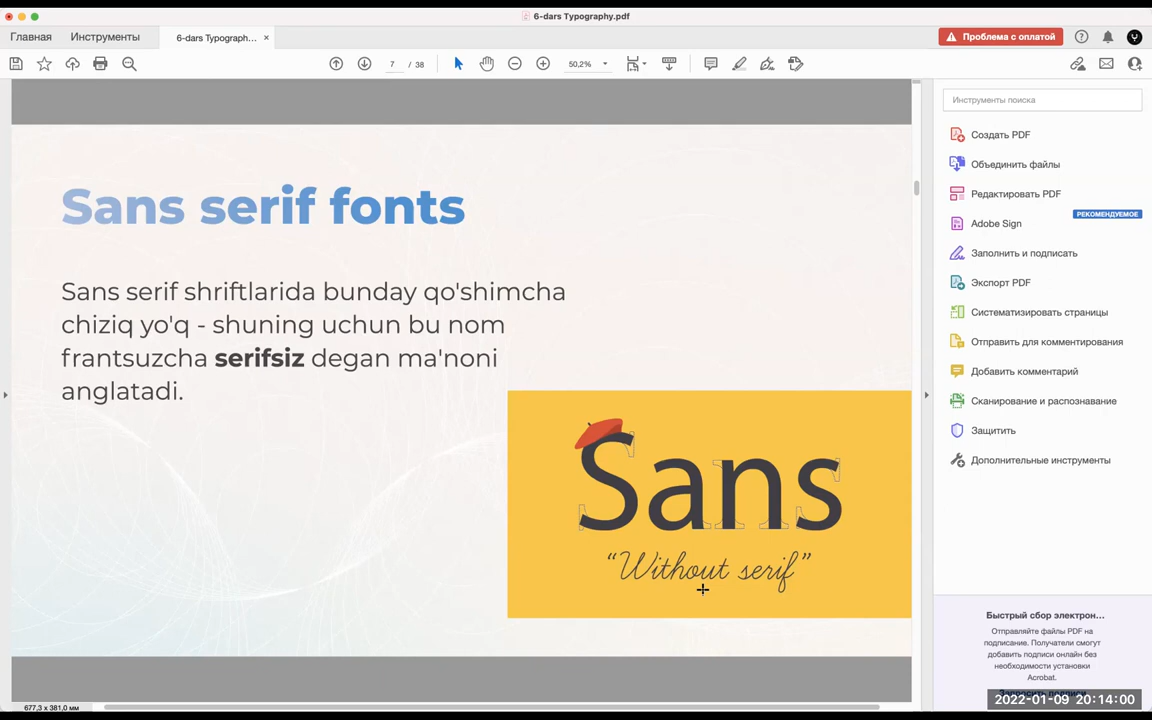 6-dars Typography.pdf
Главная
Инструменты
6-dars Typograph...
Проблема с оплатой
7 / 38
50,2%
Sans serif fonts
Sans serif shriftlarida bunday qo'shimcha
chiziq yo'q - shuning uchun bu nom
frantsuzcha serifsiz degan ma'noni
anglatadi.
Sans
“Without serif”
Инструменты поиска
Создать PDF
Объединить файлы
Редактировать PDF
РЕКОМЕНДУЕМОЕ
Adobe Sign
Заполнить и подписать
Экспорт PDF
Систематизировать страницы
Отправить для комментирования
Добавить комментарий
Сканирование и распознавание
Защитить
Дополнительные инструменты
Быстрый сбор электрон...
Отправляйте файлы PDF на
подписание. Получатели смогут
добавить подписи онлайн без
необходимости установки
Acrobat.
Запросить подписи
2022-01-09 20:14:00
677,3 x 381,0 мм